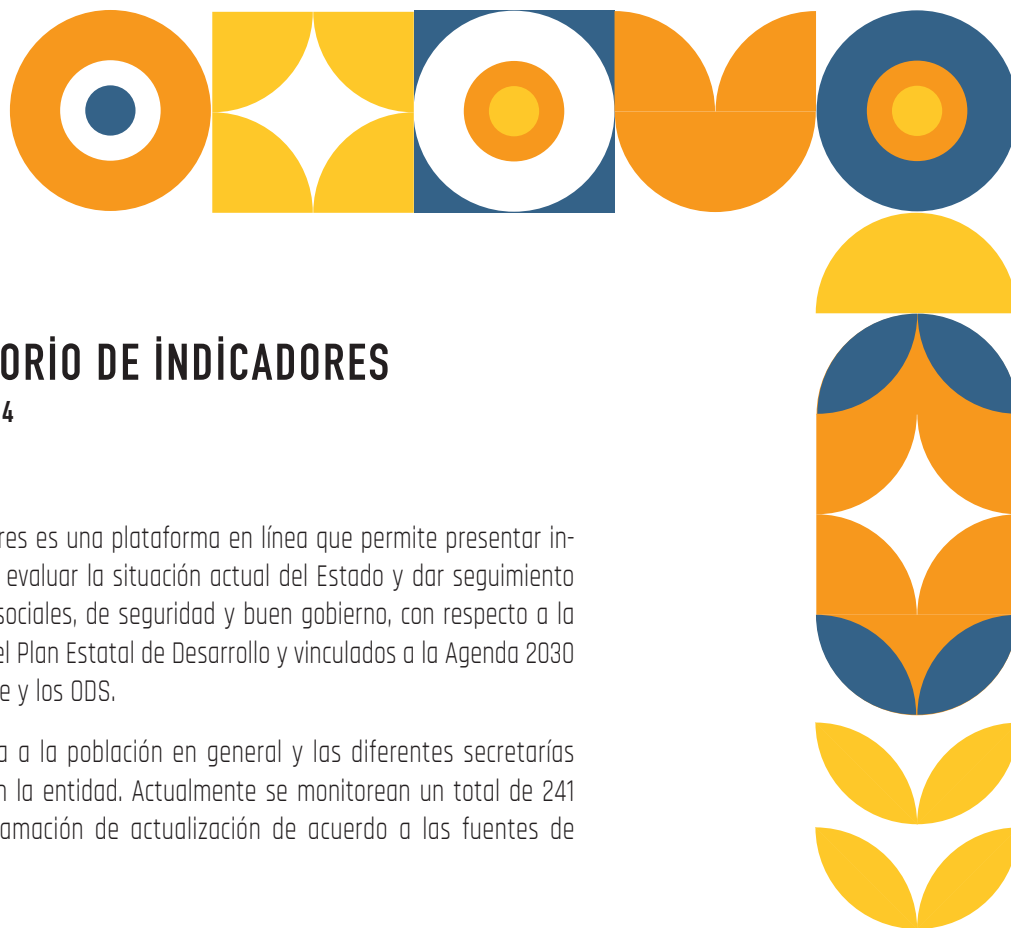 ORİO DE İNDİCADORES
4
res es una plataforma en línea que permite presentar in-
evaluar la situación actual del Estado y dar seguimiento
sociales, de seguridad y buen gobierno, con respecto a la
el Plan Estatal de Desarrollo y vinculados a la Agenda 2030
e y los ODS.
a a la población en general y las diferentes secretarías
n la entidad. Actualmente se monitorean un total de 241
amación de actualización de acuerdo a las fuentes de